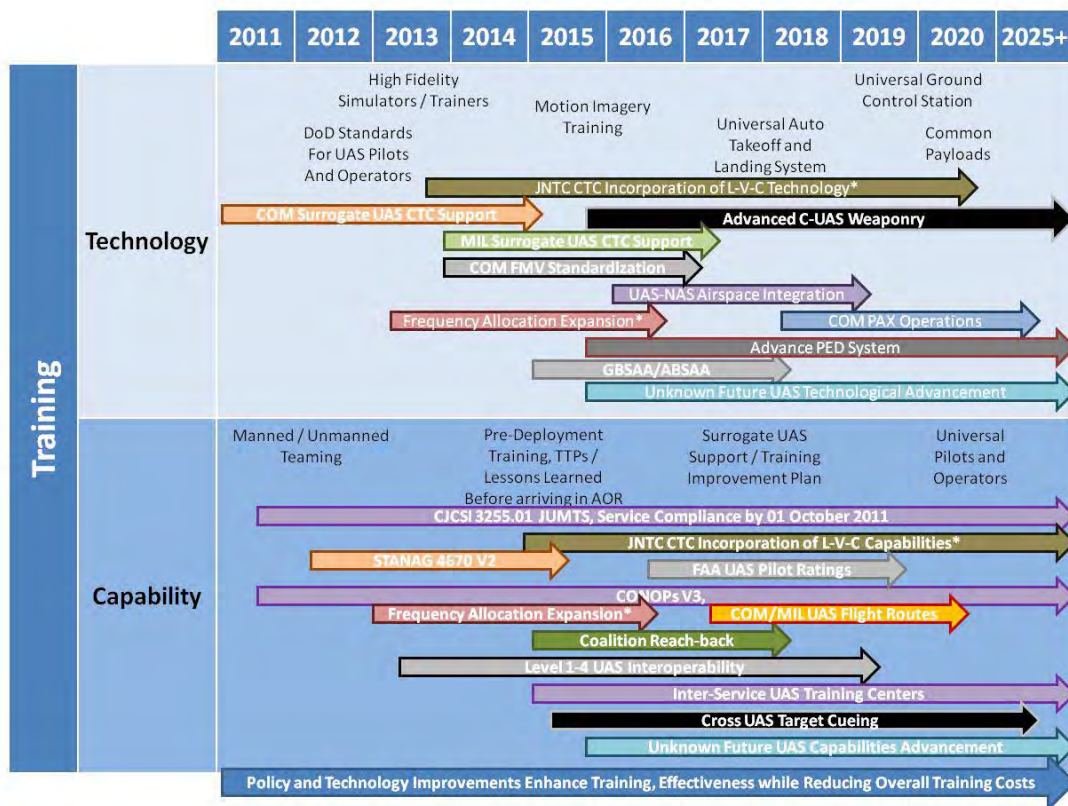 2011 2012 2013 2014 2015 2016 2017 2018 2019 2020 2025+
Training
Technology
High Fidelity
Simulators / Trainers
Universal Ground
Control Station
Motion Imagery
Training
DoD Standards
For UAS Pilots
And Operators
Universal Auto
Takeoff and
Landing System
Common
Payloads
JNTC CTC Incorporation of L-V-C Technology*
COM Surrogate UAS CTC Support
Advanced C-UAS Weaponry
MIL Surrogate UAS CTC Support
COM FMV Standardization
UAS-NAS Airspace Integration
Frequency Allocation Expansion*
COM PAX Operations
Advance PED System
GBSAA/ABSAA
Unknown Future UAS Technological Advancement
Capability
Manned / Unmanned
Teaming
Pre-Deployment
Training, TTPs /
Lessons Learned
Before arriving in AOR
Surrogate UAS
Support / Training
Improvement Plan
Universal
Pilots and
Operators
CJCSI 3255.01 JUMTS, Service Compliance by 01 October 2011
JNTC CTC Incorporation of L-V-C Capabilities*
STANAG 4670 V2
FAA UAS Pilot Ratings
CONOPs V3,
Frequency Allocation Expansion*
COM/MIL UAS Flight Routes
Coalition Reach-back
Level 1-4 UAS Interoperability
Inter-Service UAS Training Centers
Cross UAS Target Cueing
Unknown Future UAS Capabilities Advancement
Policy and Technology Improvements Enhance Training, Effectiveness while Reducing Overall Training Costs